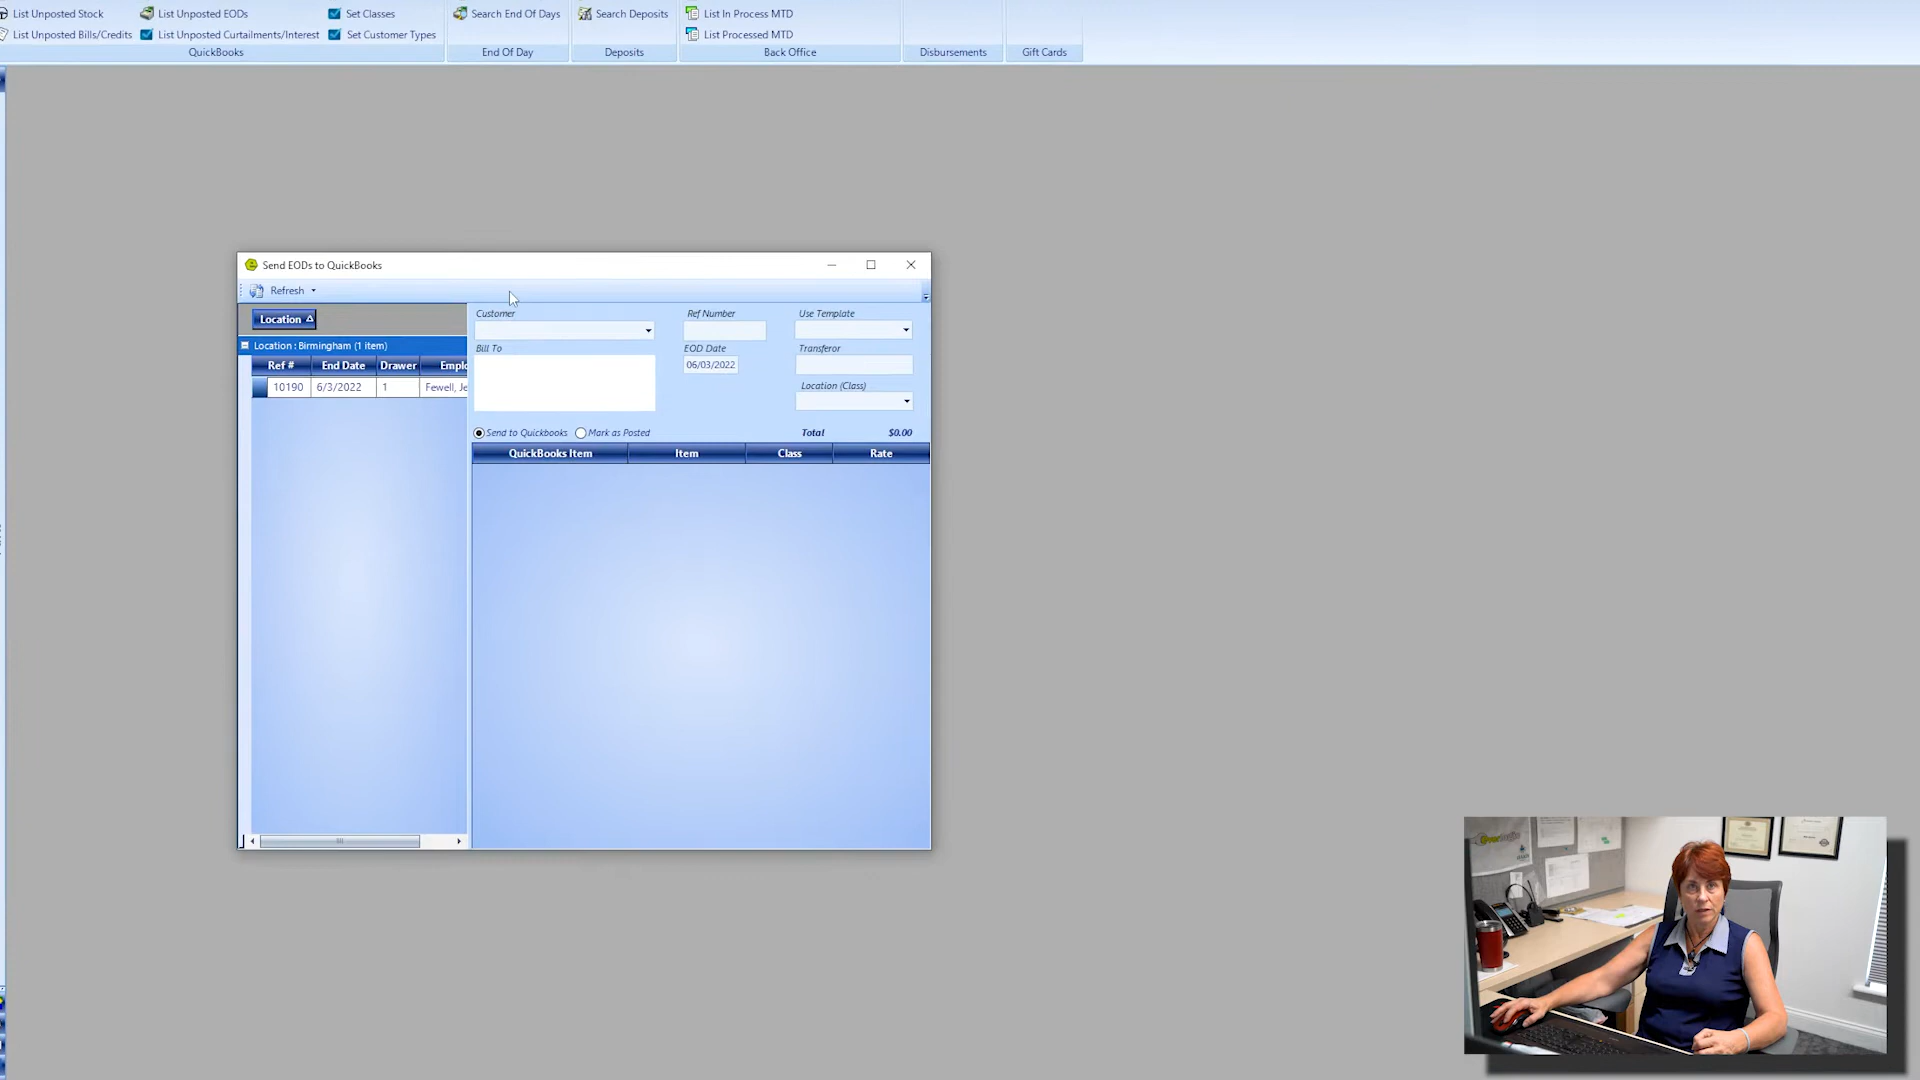 List Unposted Stock
List Unposted EODs
Set Classes
Search End Of Days
Search Deposits
List In Process MTD
List Unposted Bills/Credits
List Unposted Curtailments/Interest
Set Customer Types
List Processed MTD
QuickBooks
End Of Day
Deposits
Back Office
Disbursements
Gift Cards
Send EODs to QuickBooks
Refresh
Location
Location : Birmingham (1 item)
Ref # End Date Drawer Emplo
10190 6/3/2022 1 Fewell, Je
Customer
Ref Number
Use Template
Bill To
EOD Date
Transferor
06/03/2022
Location (Class)
Send to Quickbooks
Mark as Posted
Total $0.00
QuickBooks Item Item Class Rate